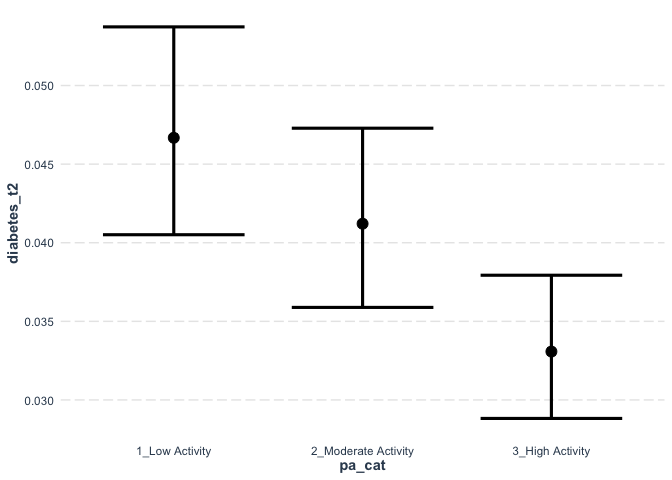 0.050
0.045
0.040
0.035
0.030
diabetes_t2
1_Low Activity
2_Moderate Activity
3_High Activity
pa_cat